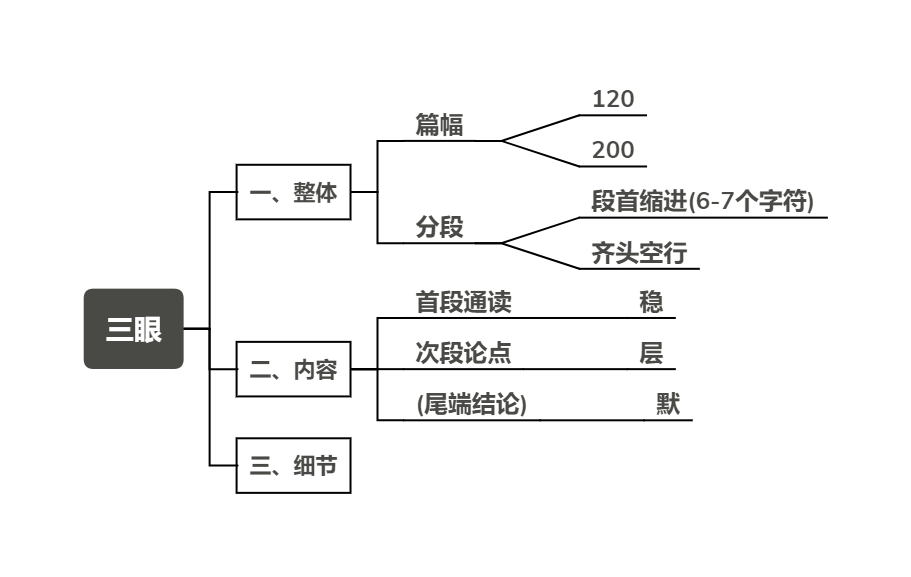 三眼
一、整体
篇幅
120
200
分段
段首缩进(6-7个字符)
齐头空行
二、内容
首段通读 稳
次段论点 层
(尾端结论) 默
三、细节